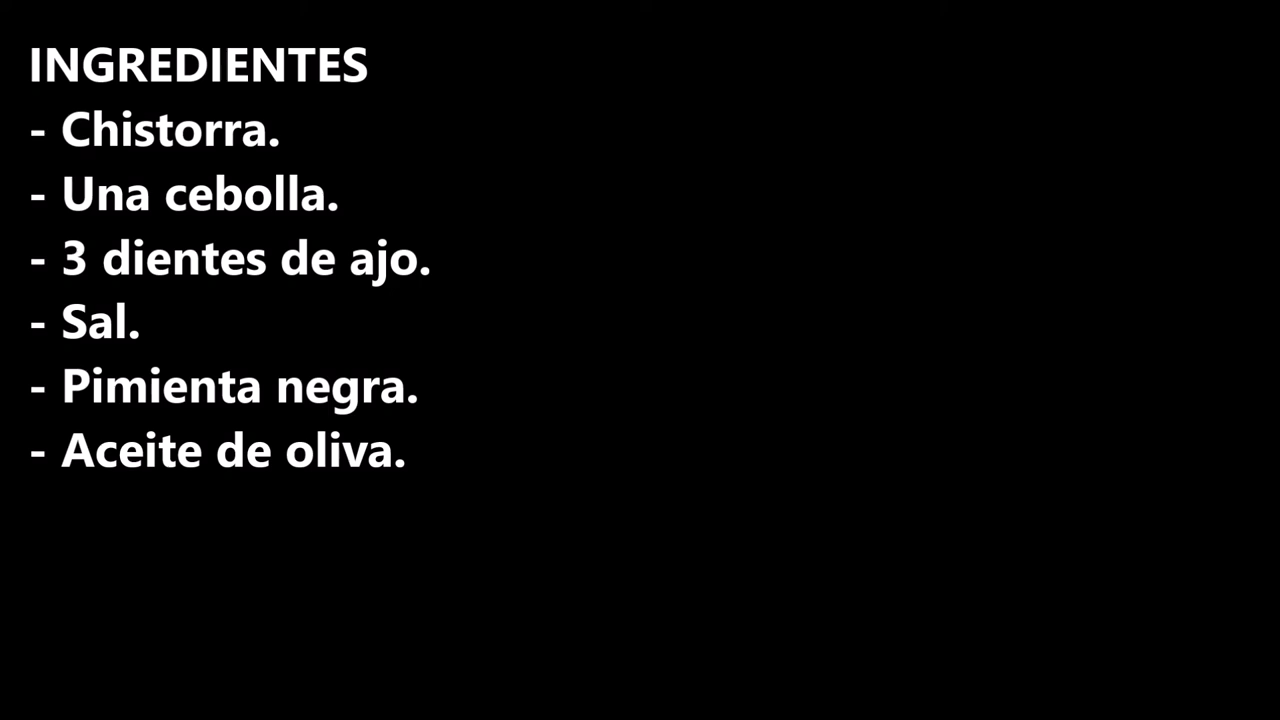 INGREDIENTES
- Chistorra.
- Una cebolla.
- 3 dientes de ajo.
- Sal.
- Pimienta negra.
- Aceite de oliva.